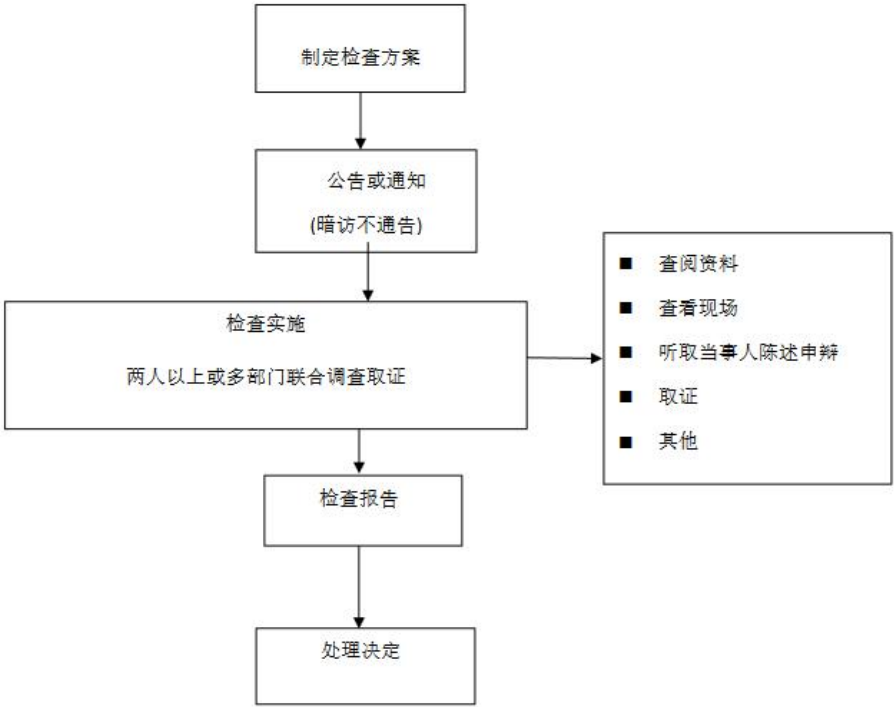 制定检查方案
公告或通知
(暗访不通告)
检查实施
两人以上或多部门联合调查取证
■ 查阅资料
■ 查看现场
■ 听取当事人陈述申辩
■ 取证
■ 其他
检查报告
处理决定